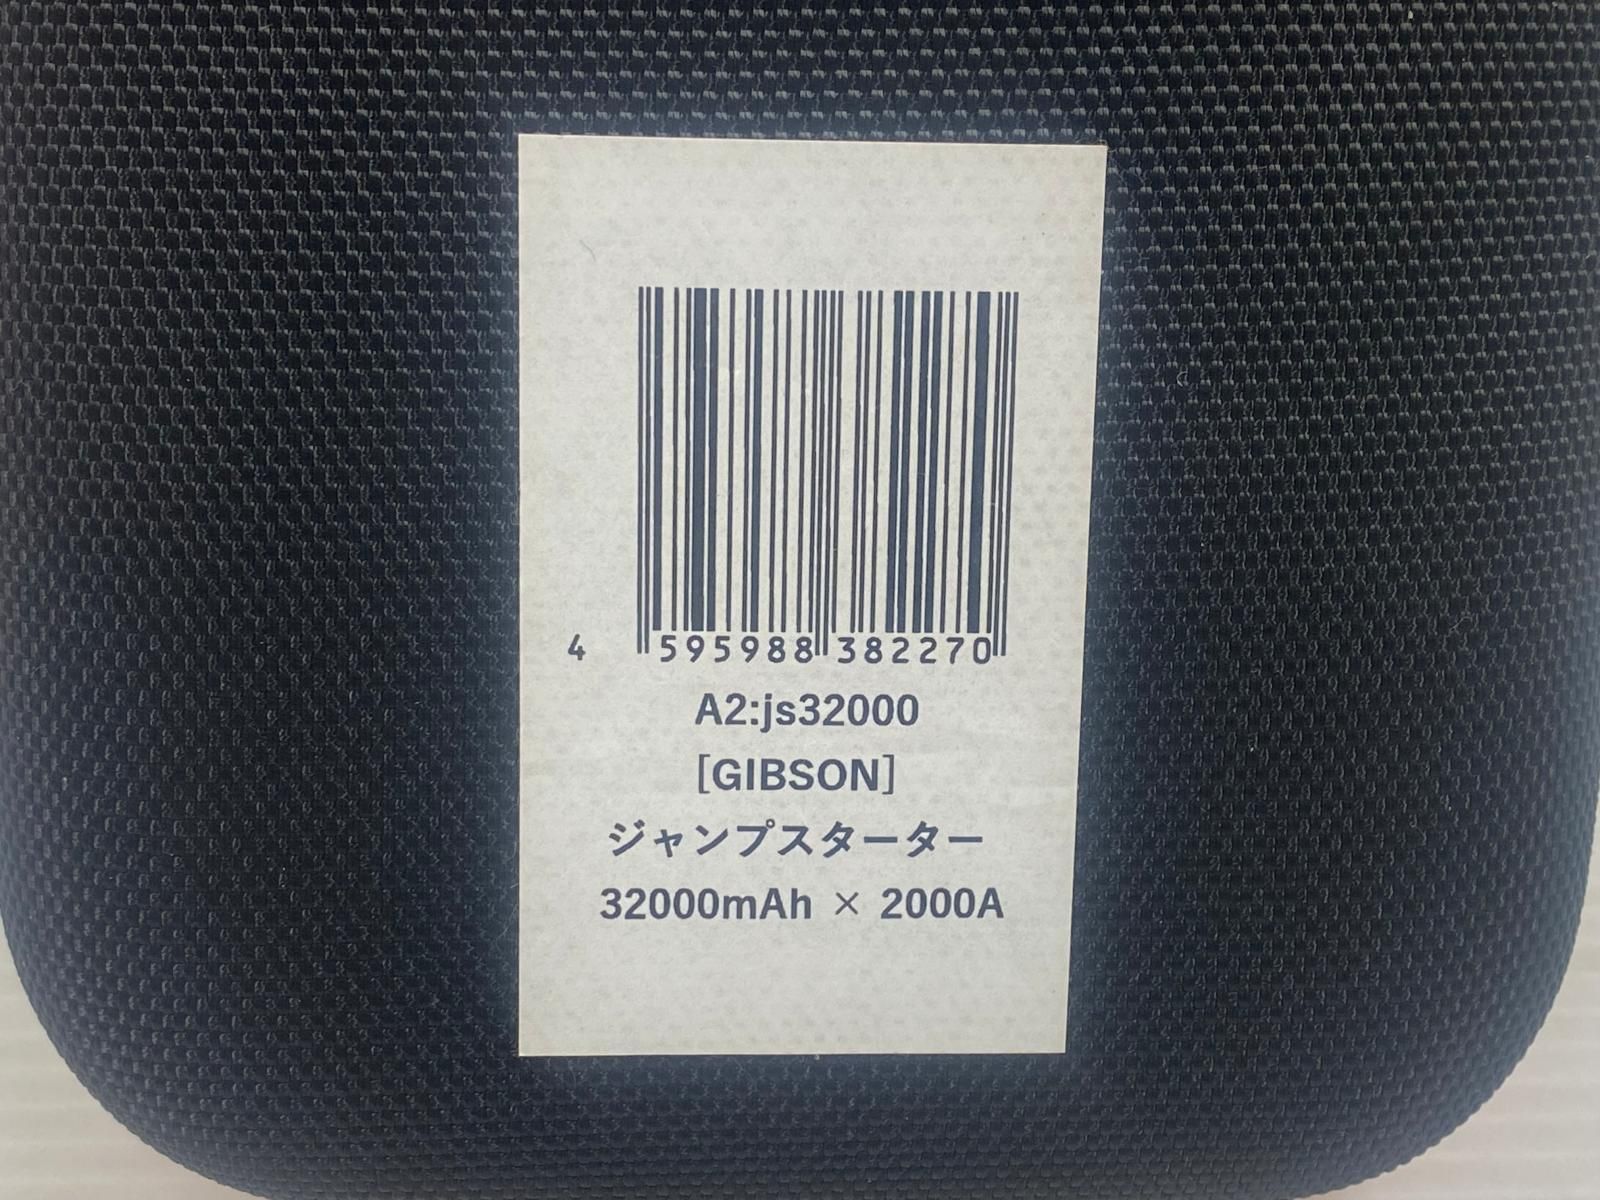 4 595988 382270
A2:js32000
[GIBSON]
ジャンプスターター
32000mAh × 2000A